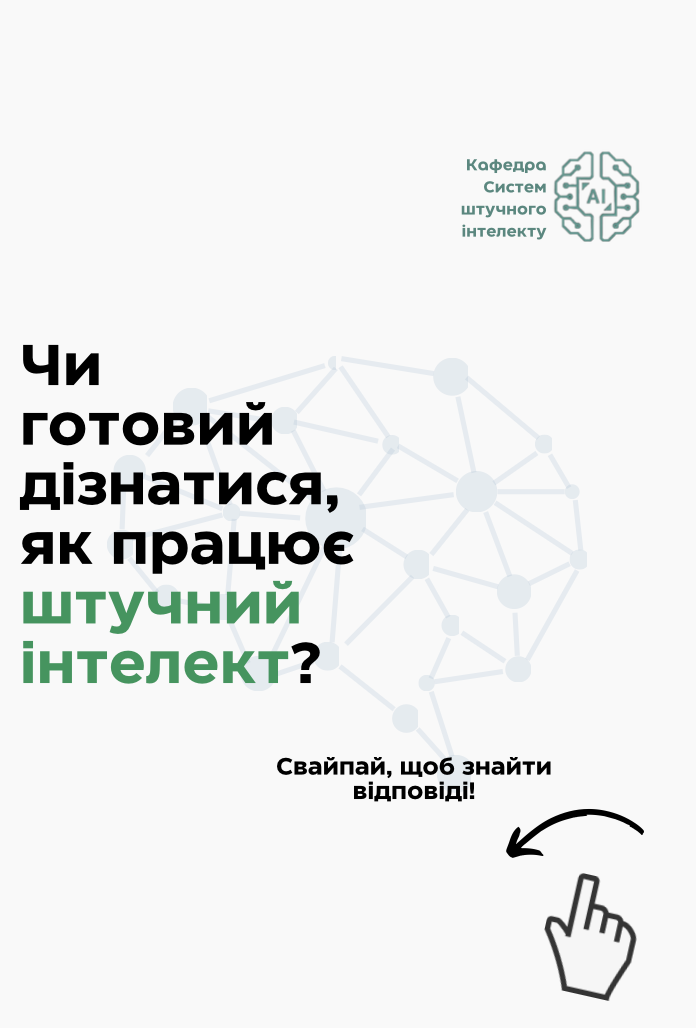 Кафедра
Систем
штучного
інтелекту
AI
Чи
готовий
дізнатися,
як працює
штучний
інтелект?
Свайпай, щоб знайти
відповіді!